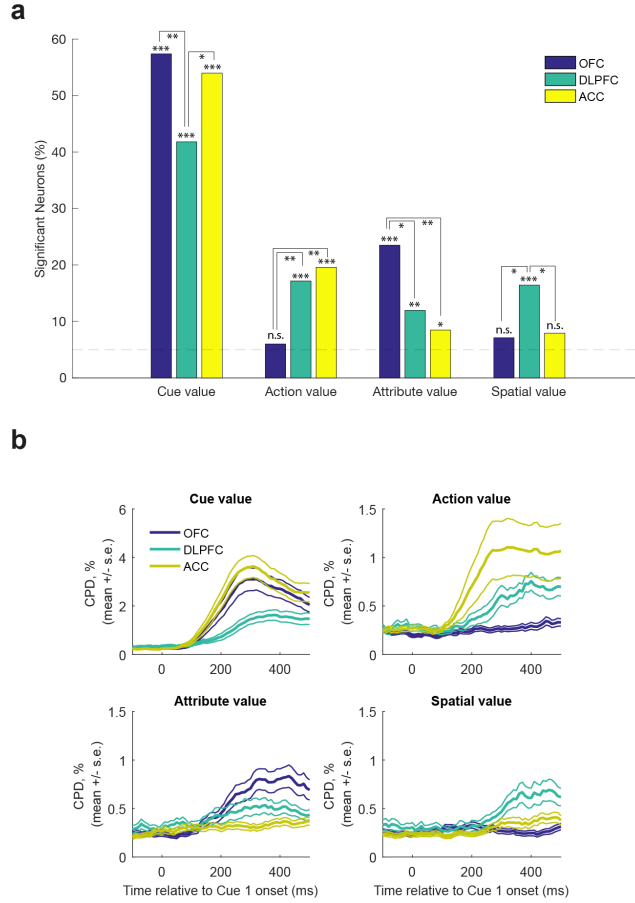 a
60
50
40
30
20
10
0
Significant Neurons (%)
OFC
DLPFC
ACC
**
*
***
***
***
**
**
n.s.
***
***
*
**
***
**
*
*
*
n.s.
***
n.s.
Cue value
Action value
Attribute value
Spatial value
b
Cue value
6
4
2
0
CPD, %
(mean +/- s.e.)
OFC
DLPFC
ACC
0 200 400
Action value
1.5
1
0.5
0
CPD, %
(mean +/- s.e.)
0 200 400
Attribute value
1.5
1
0.5
0
CPD, %
(mean +/- s.e.)
0 200 400
Time relative to Cue 1 onset (ms)
Spatial value
1.5
1
0.5
0
CPD, %
(mean +/- s.e.)
0 200 400
Time relative to Cue 1 onset (ms)